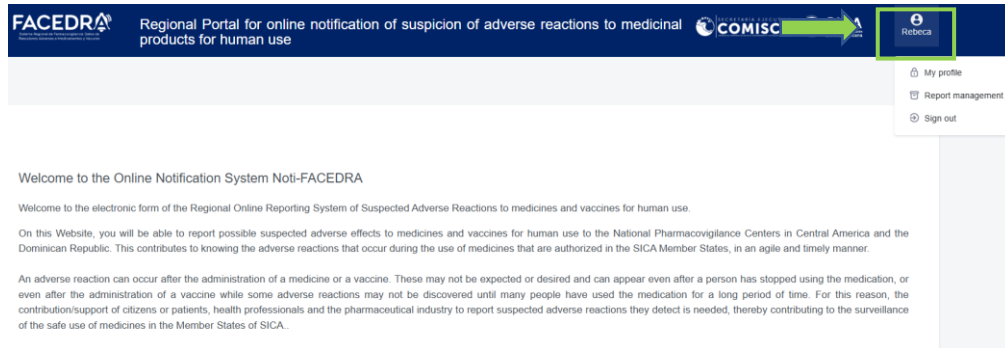 FACEDRA
Regional Portal for online notification of suspicion of adverse reactions to medicinal
products for human use
COMISC
Rebeca
My profile
Report management
Sign out
Welcome to the Online Notification System Noti-FACEDRA
Welcome to the electronic form of the Regional Online Reporting System of Suspected Adverse Reactions to medicines and vaccines for human use.
On this Website, you will be able to report possible suspected adverse effects to medicines and vaccines for human use to the National Pharmacovigilance Centers in Central America and the
Dominican Republic. This contributes to knowing the adverse reactions that occur during the use of medicines that are authorized in the SICA Member States, in an agile and timely manner.
An adverse reaction can occur after the administration of a medicine or a vaccine. These may not be expected or desired and can appear even after a person has stopped using the medication, or
even after the administration of a vaccine while some adverse reactions may not be discovered until many people have used the medication for a long period of time. For this reason, the
contribution/support of citizens or patients, health professionals and the pharmaceutical industry to report suspected adverse reactions they detect is needed, thereby contributing to the surveillance
of the safe use of medicines in the Member States of SICA..